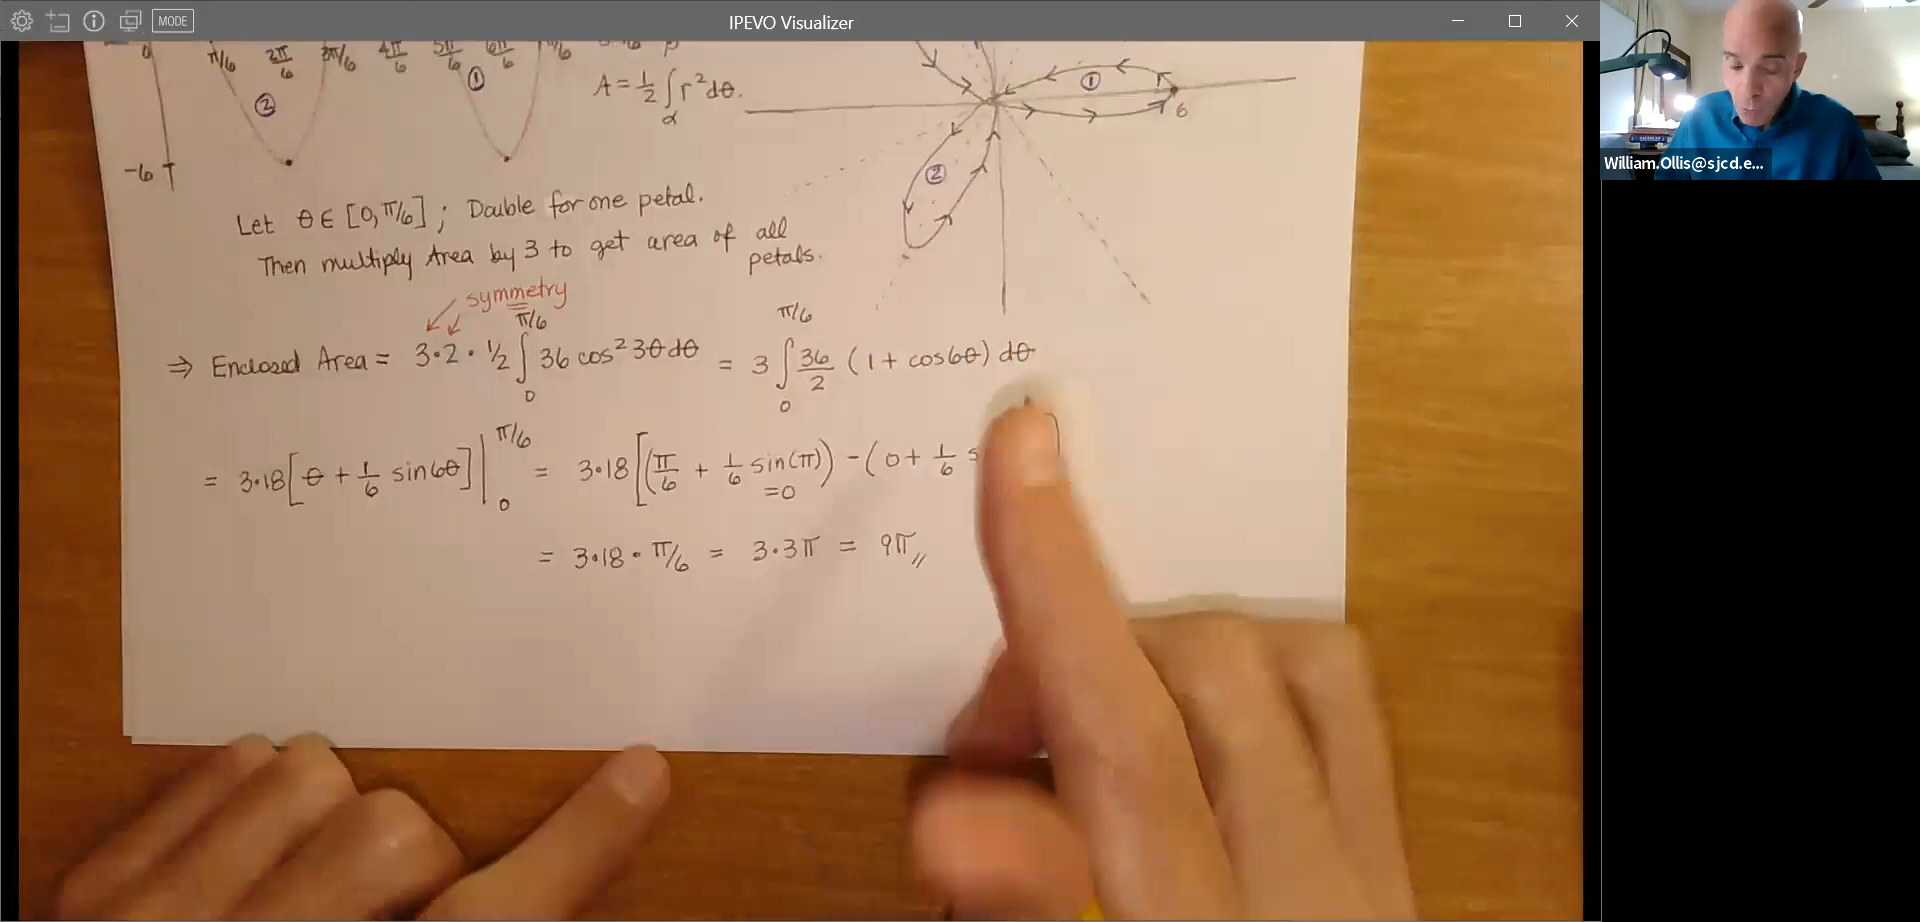 MODE
IPEVO Visualizer
0 π/6 2π/6 3π/6 4π/6 5π/6 6π/6
② ①
A = 1/2 ∫ r² dθ.
β
α
-6
① 6
②
William.Ollis@sjcd.e...
Let θ ∈ [0, π/6] ; Double for one petal.
Then multiply Area by 3 to get area of all
petals.
symmetry
⇒ Enclosed Area = 3·2·1/2 ∫₀^{π/6} 36 cos² 3θ dθ = 3 ∫₀^{π/6} 36/2 (1 + cos6θ) dθ
= 3·18 [θ + 1/6 sin6θ] |₀^{π/6} = 3·18 [(π/6 + 1/6 sin(π)) - (0 + 1/6 s
=0
= 3·18·π/6 = 3·3π = 9π